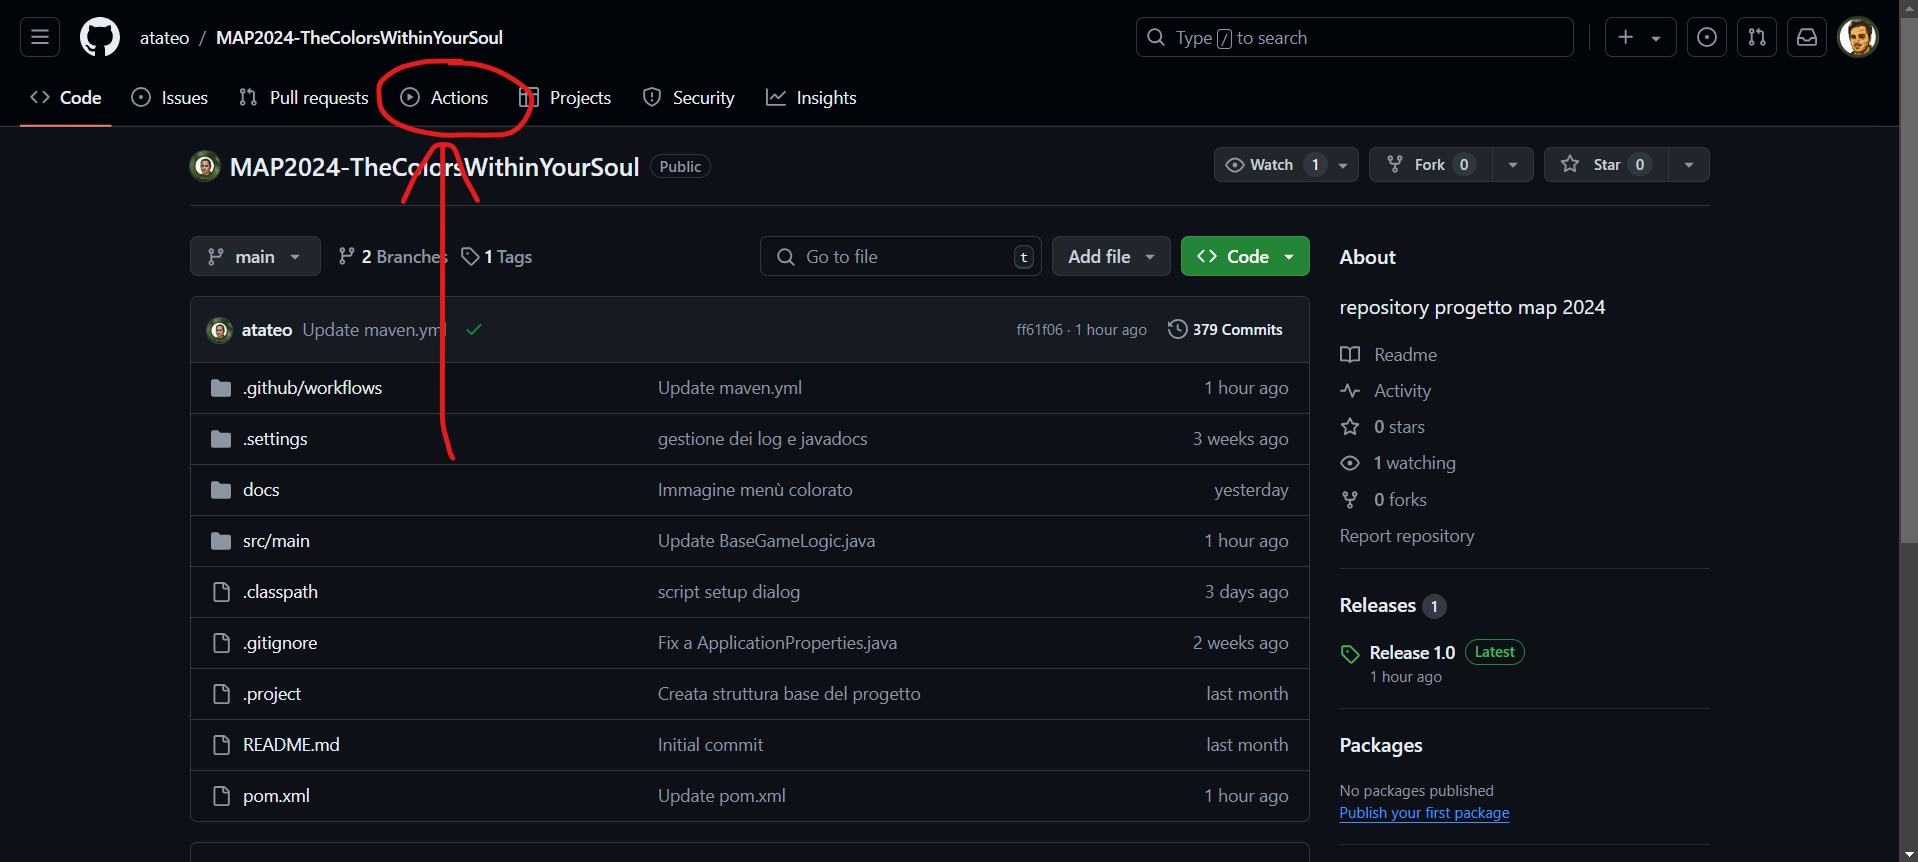 atateo / MAP2024-TheColorsWithinYourSoul
Type / to search
Code Issues Pull requests Actions Projects Security Insights
MAP2024-TheColorsWithinYourSoul Public
Watch 1 Fork 0 Star 0
main 2 Branches 1 Tags Go to file t Add file Code
atateo Update maven.yml ff61f06 · 1 hour ago 379 Commits
.github/workflows Update maven.yml 1 hour ago
.settings gestione dei log e javadocs 3 weeks ago
docs Immagine menù colorato yesterday
src/main Update BaseGameLogic.java 1 hour ago
.classpath script setup dialog 3 days ago
.gitignore Fix a ApplicationProperties.java 2 weeks ago
.project Creata struttura base del progetto last month
README.md Initial commit last month
pom.xml Update pom.xml 1 hour ago
About
repository progetto map 2024
Readme
Activity
0 stars
1 watching
0 forks
Report repository
Releases 1
Release 1.0 Latest
1 hour ago
Packages
No packages published
Publish your first package